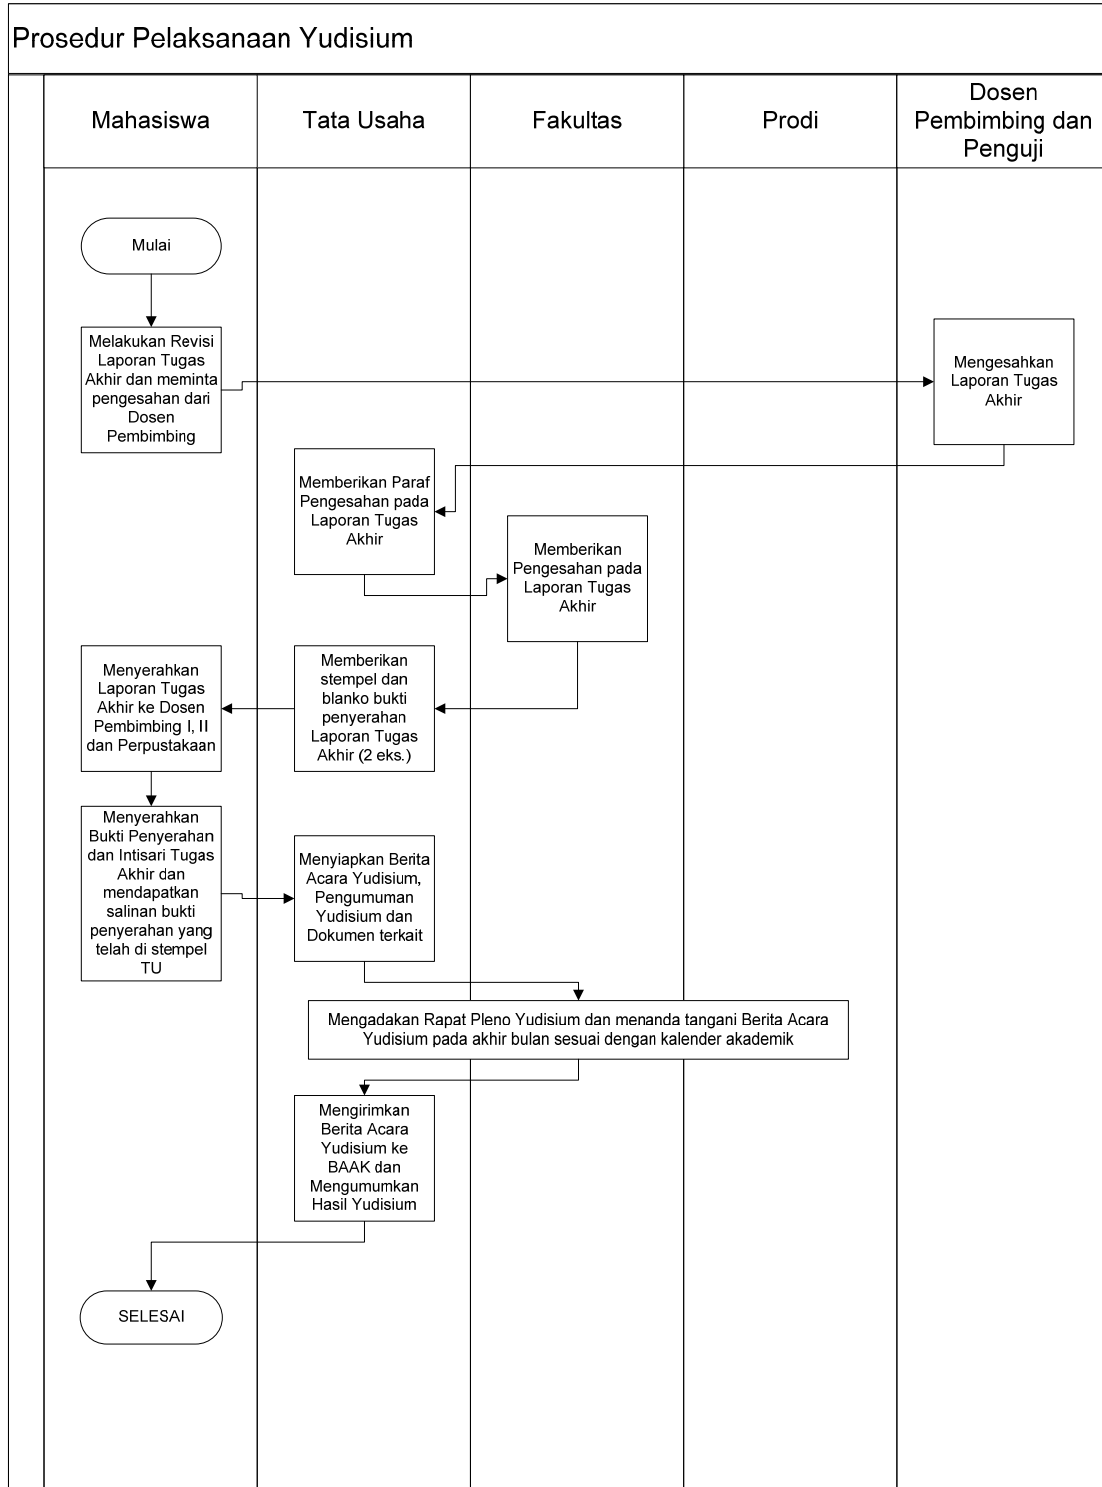 Prosedur Pelaksanaan Yudisium
Mahasiswa
Tata Usaha
Fakultas
Prodi
Dosen
Pembimbing dan
Penguji
Mulai
Melakukan Revisi
Laporan Tugas
Akhir dan meminta
pengesahan dari
Dosen
Pembimbing
Mengesahkan
Laporan Tugas
Akhir
Memberikan Paraf
Pengesahan pada
Laporan Tugas
Akhir
Memberikan
Pengesahan pada
Laporan Tugas
Akhir
Memberikan
stempel dan
blanko bukti
penyerahan
Laporan Tugas
Akhir (2 eks.)
Menyerahkan
Laporan Tugas
Akhir ke Dosen
Pembimbing I, II
dan Perpustakaan
Menyerahkan
Bukti Penyerahan
dan Intisari Tugas
Akhir dan
mendapatkan
salinan bukti
penyerahan yang
telah di stempel
TU
Menyiapkan Berita
Acara Yudisium,
Pengumuman
Yudisium dan
Dokumen terkait
Mengadakan Rapat Pleno Yudisium dan menanda tangani Berita Acara
Yudisium pada akhir bulan sesuai dengan kalender akademik
Mengirimkan
Berita Acara
Yudisium ke
BAAK dan
Mengumumkan
Hasil Yudisium
SELESAI